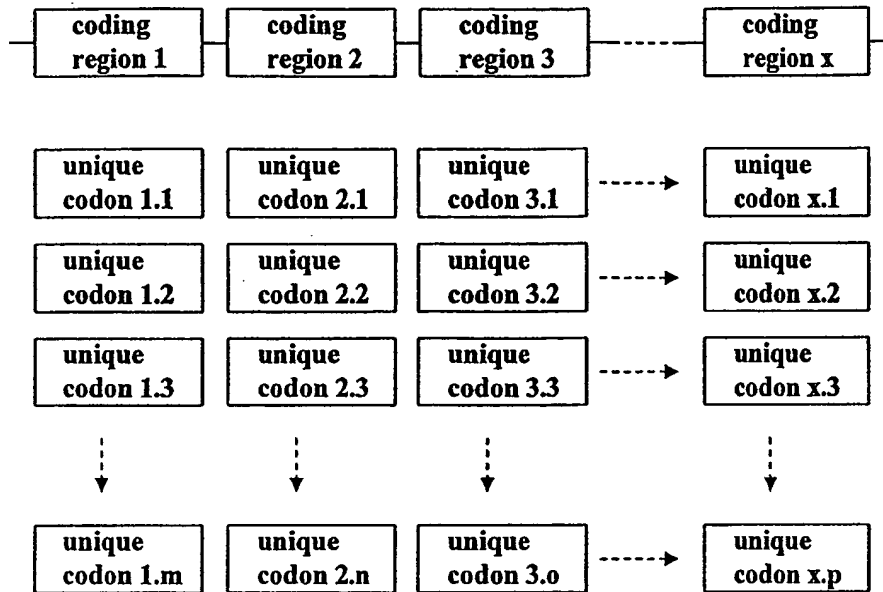 coding
region 1
coding
region 2
coding
region 3
coding
region x
unique
codon 1.1
unique
codon 2.1
unique
codon 3.1
unique
codon x.1
unique
codon 1.2
unique
codon 2.2
unique
codon 3.2
unique
codon x.2
unique
codon 1.3
unique
codon 2.3
unique
codon 3.3
unique
codon x.3
unique
codon 1.m
unique
codon 2.n
unique
codon 3.o
unique
codon x.p